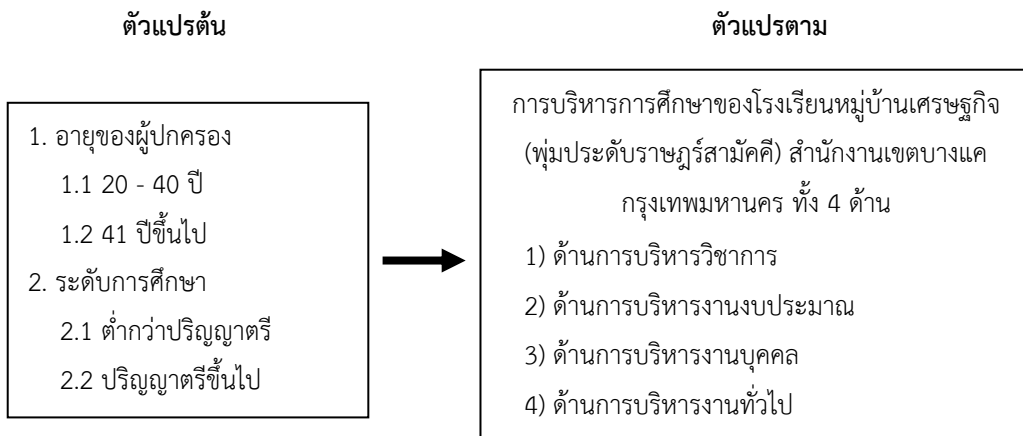 ตัวแปรต้น
ตัวแปรตาม
1. อายุของผู้ปกครอง
1.1 20 - 40 ปี
1.2 41 ปีขึ้นไป
2. ระดับการศึกษา
2.1 ต่ำกว่าปริญญาตรี
2.2 ปริญญาตรีขึ้นไป
การบริหารการศึกษาของโรงเรียนหมู่บ้านเศรษฐกิจ
(พุ่มประดับราษฎร์สามัคคี) สำนักงานเขตบางแค
กรุงเทพมหานคร ทั้ง 4 ด้าน
1) ด้านการบริหารวิชาการ
2) ด้านการบริหารงานงบประมาณ
3) ด้านการบริหารงานบุคคล
4) ด้านการบริหารงานทั่วไป